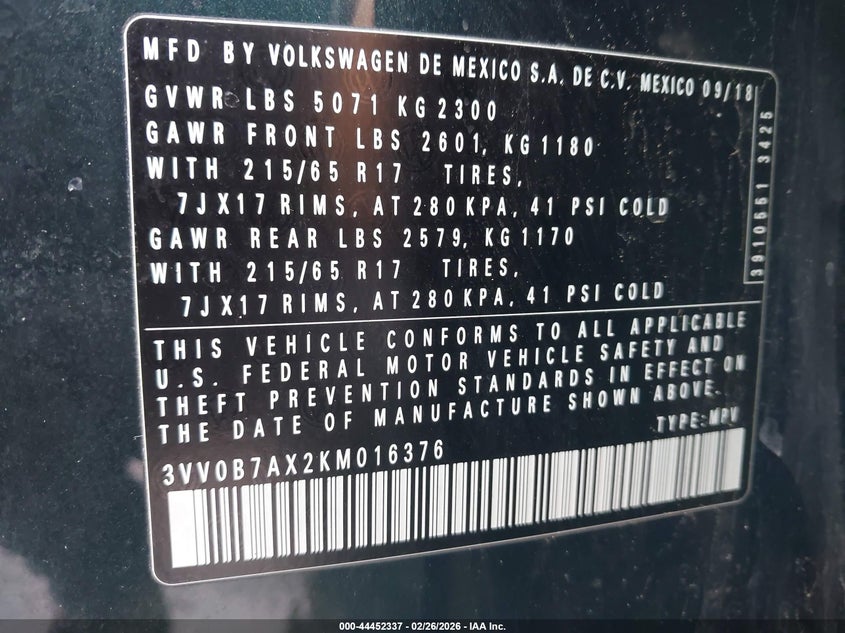 MFD BY VOLKSWAGEN DE MEXICO S.A. DE C.V. MEXICO 09/18
GVWR LBS 5071 KG 2300
GAWR FRONT LBS 2601, KG 1180
WITH 215/65 R17 TIRES,
7JX17 RIMS, AT 280 KPA, 41 PSI COLD
GAWR REAR LBS 2579, KG 1170
WITH 215/65 R17 TIRES,
7JX17 RIMS, AT 280 KPA, 41 PSI COLD
3910551 3425
THIS VEHICLE CONFORMS TO ALL APPLICABLE
U.S. FEDERAL MOTOR VEHICLE SAFETY AND
THEFT PREVENTION STANDARDS IN EFFECT ON
THE DATE OF MANUFACTURE SHOWN ABOVE.
TYPE:MPV
3VV0B7AX2KM016376
000-44452337 - 02/26/2026 - IAA Inc.